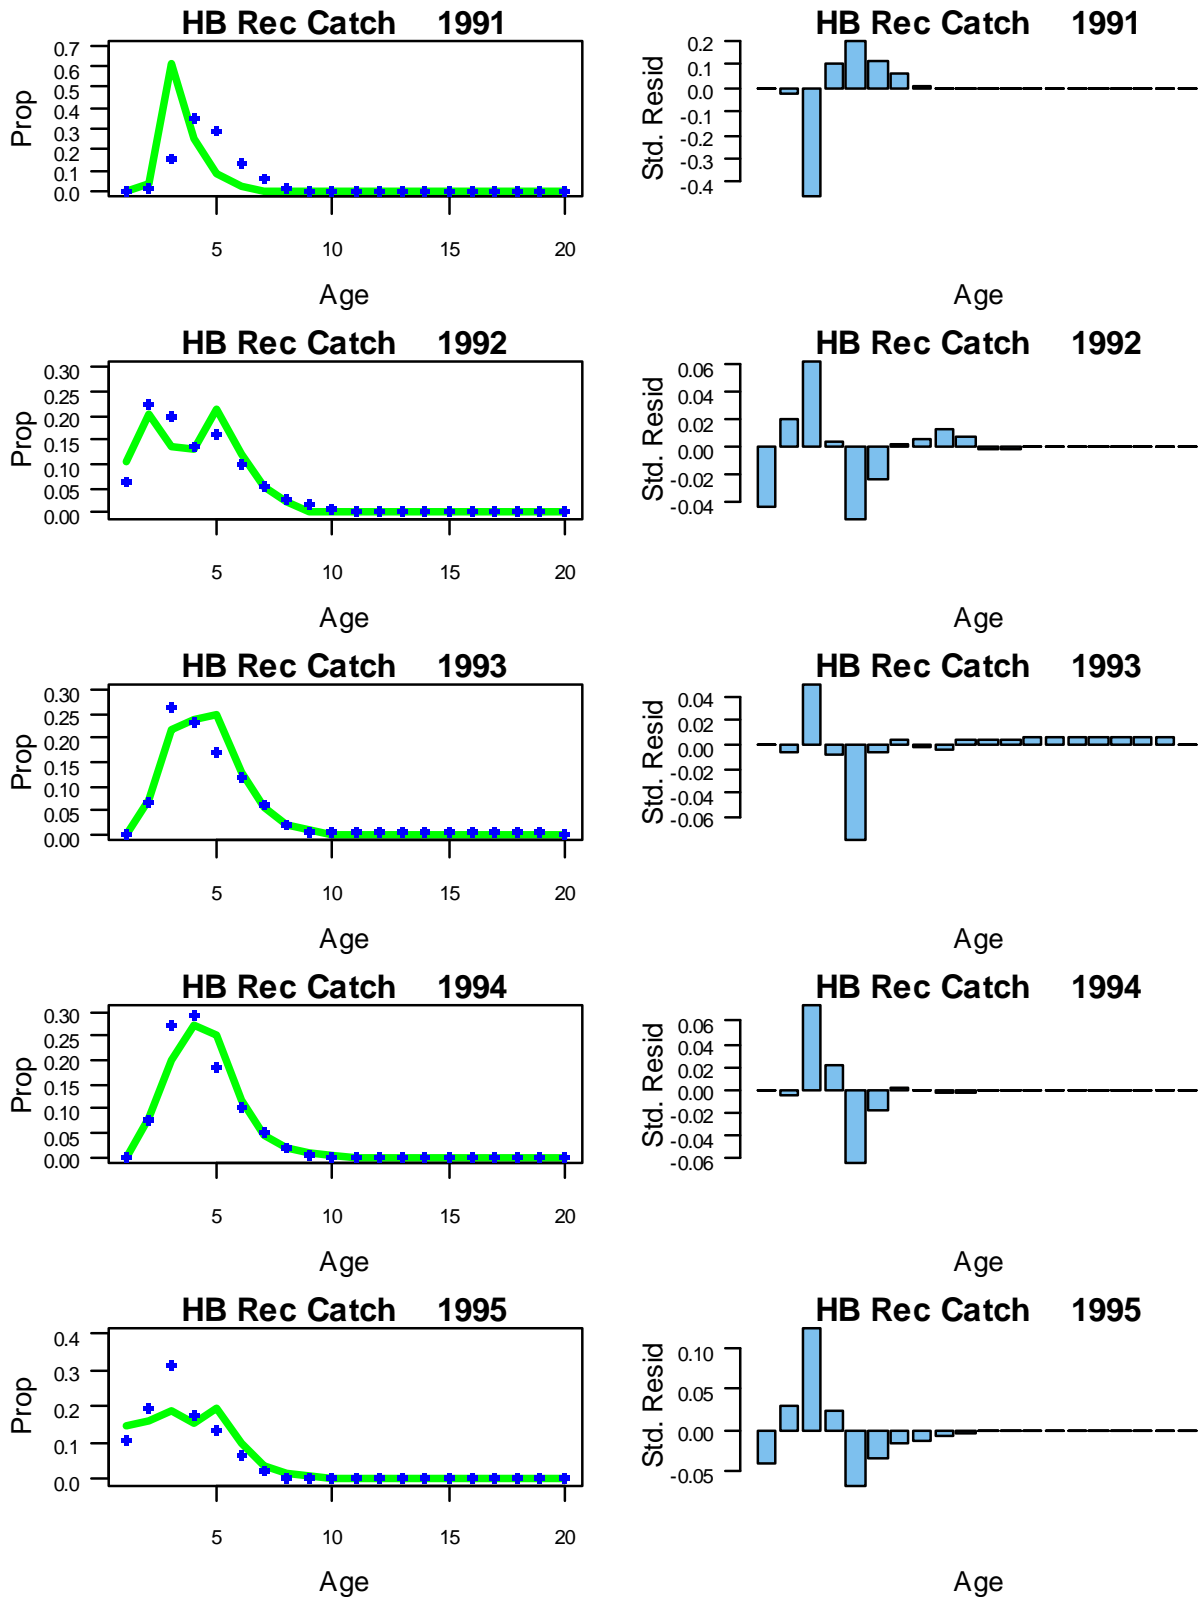 HB Rec Catch 1991
Prop
0.7
0.6
0.5
0.4
0.3
0.2
0.1
0.0
5 10 15 20
Age
HB Rec Catch 1991
Std. Resid
0.2
0.1
0.0
-0.1
-0.2
-0.3
-0.4
Age
HB Rec Catch 1992
Prop
0.30
0.25
0.20
0.15
0.10
0.05
0.00
5 10 15 20
Age
HB Rec Catch 1992
Std. Resid
0.06
0.04
0.02
0.00
-0.02
-0.04
Age
HB Rec Catch 1993
Prop
0.30
0.25
0.20
0.15
0.10
0.05
0.00
5 10 15 20
Age
HB Rec Catch 1993
Std. Resid
0.04
0.02
0.00
-0.02
-0.04
-0.06
Age
HB Rec Catch 1994
Prop
0.30
0.25
0.20
0.15
0.10
0.05
0.00
5 10 15 20
Age
HB Rec Catch 1994
Std. Resid
0.06
0.04
0.02
0.00
-0.02
-0.04
-0.06
Age
HB Rec Catch 1995
Prop
0.4
0.3
0.2
0.1
0.0
5 10 15 20
Age
HB Rec Catch 1995
Std. Resid
0.10
0.05
0.00
-0.05
Age